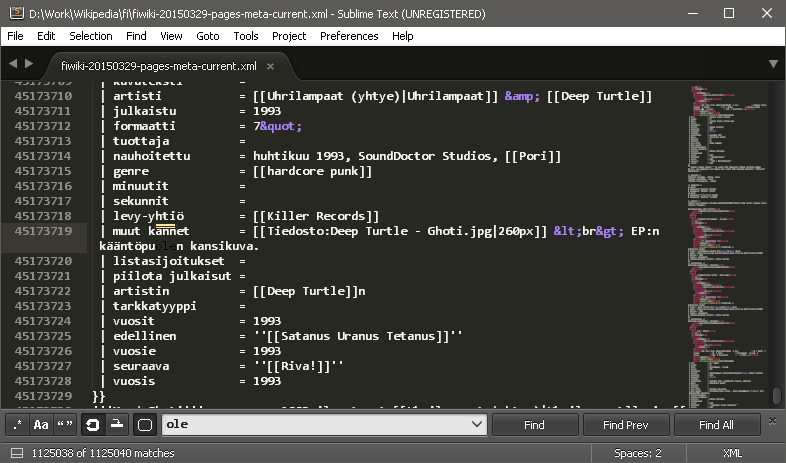 D:\Work\Wikipedia\fi\fiwiki-20150329-pages-meta-current.xml - Sublime Text (UNREGISTERED)
File Edit Selection Find View Goto Tools Project Preferences Help
fiwiki-20150329-pages-meta-current.xml ×
45173710 | artisti = [[Uhrilampaat (yhtye)|Uhrilampaat]] &amp; [[Deep Turtle]]
45173711 | julkaistu = 1993
45173712 | formaatti = 7&quot;
45173713 | tuottaja =
45173714 | nauhoitettu = huhtikuu 1993, SoundDoctor Studios, [[Pori]]
45173715 | genre = [[hardcore punk]]
45173716 | minuutit =
45173717 | sekunnit =
45173718 | levy-yhtiö = [[Killer Records]]
45173719 | muut kannet = [[Tiedosto:Deep Turtle - Ghoti.jpg|260px]] &lt;br&gt; EP:n
kääntöpuolen kansikuva.
45173720 | listasijoitukset =
45173721 | piilota julkaisut =
45173722 | artistin = [[Deep Turtle]]n
45173723 | tarkkatyyppi =
45173724 | vuosit = 1993
45173725 | edellinen = ''[[Satanus Uranus Tetanus]]''
45173726 | vuosie = 1993
45173727 | seuraava = ''[[Riva!]]''
45173728 | vuosis = 1993
45173729 }}
.* Aa “” ole Find Find Prev Find All
1125038 of 1125040 matches Spaces: 2 XML